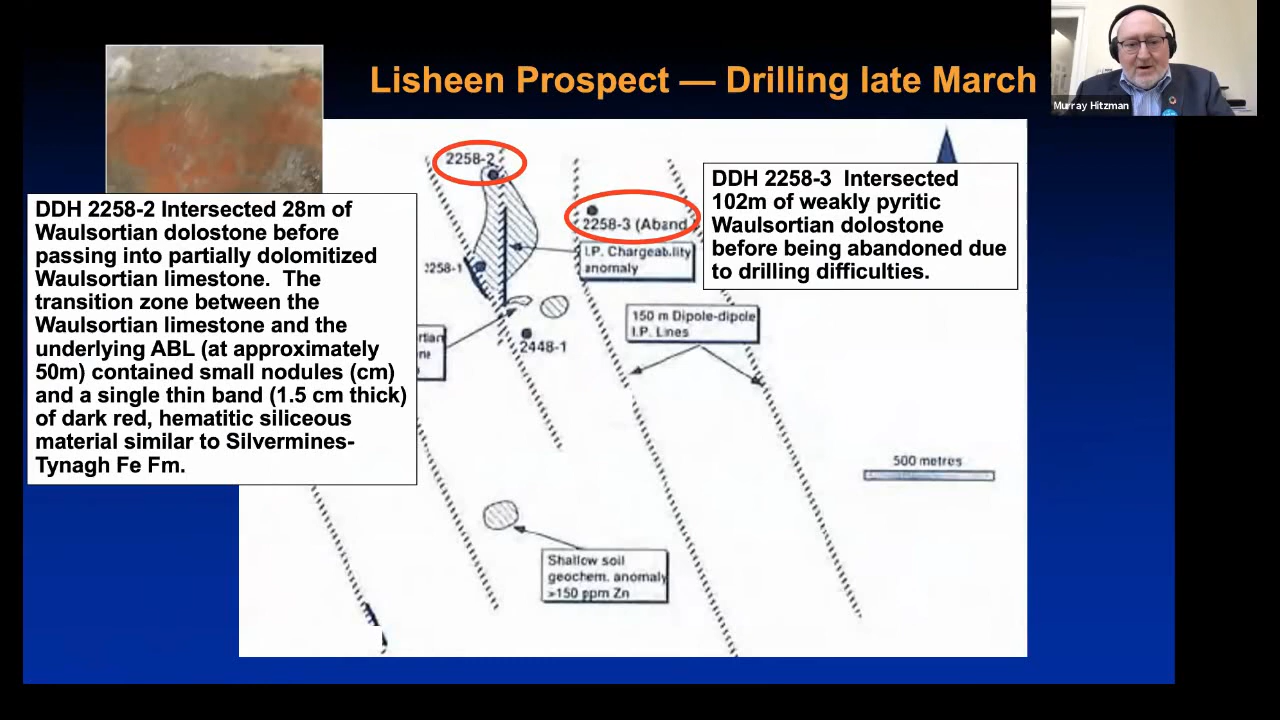 Lisheen Prospect — Drilling late March
Murray Hitzman
DDH 2258-2 Intersected 28m of
Waulsortian dolostone before
passing into partially dolomitized
Waulsortian limestone. The
transition zone between the
Waulsortian limestone and the
underlying ABL (at approximately
50m) contained small nodules (cm)
and a single thin band (1.5 cm thick)
of dark red, hematitic siliceous
material similar to Silvermines-
Tynagh Fe Fm.
DDH 2258-3 Intersected
102m of weakly pyritic
Waulsortian dolostone
before being abandoned due
to drilling difficulties.
2258-2
2258-3 (Aband
I.P. Chargeability
anomaly
2258-1
150 m Dipole-dipole
I.P. Lines
2448-1
500 metres
Shallow soil
geochem. anomaly
>150 ppm Zn